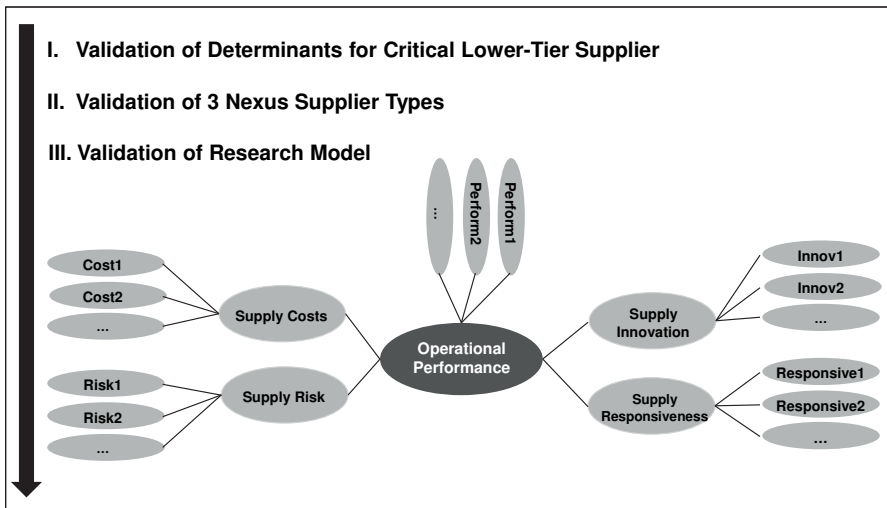 I. Validation of Determinants for Critical Lower-Tier Supplier
II. Validation of 3 Nexus Supplier Types
III. Validation of Research Model
...
Perform2
Perform1
Cost1
Cost2
...
Supply Costs
Risk1
Risk2
...
Supply Risk
Operational
Performance
Supply
Innovation
Innov1
Innov2
...
Supply
Responsiveness
Responsive1
Responsive2
...